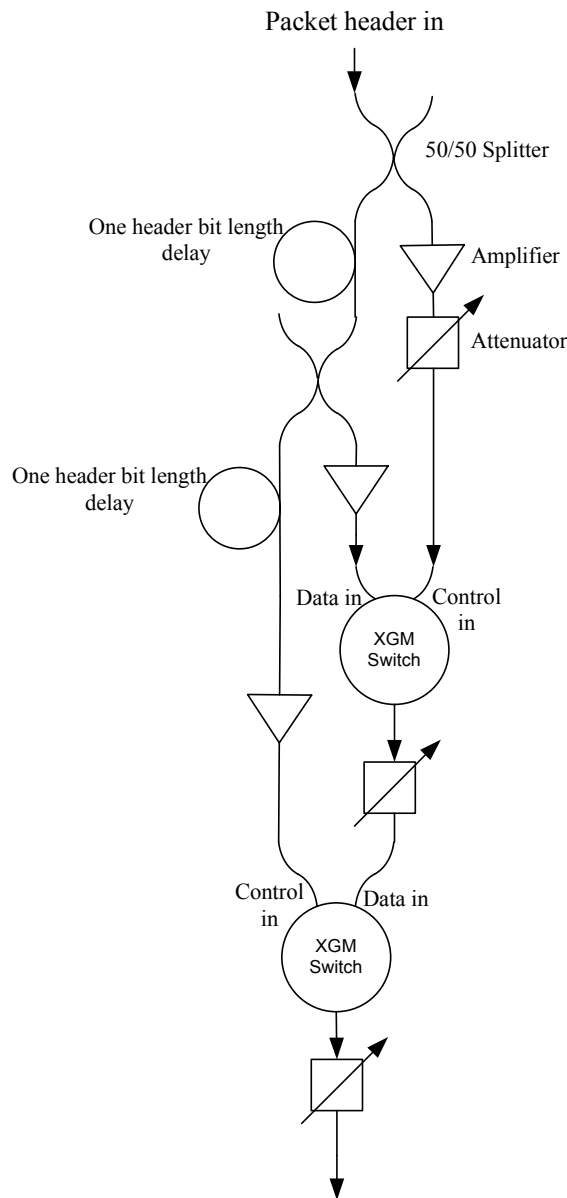 Packet header in
50/50 Splitter
One header bit length
delay
Amplifier
Attenuator
One header bit length
delay
Data in
Control
in
XGM
Switch
Control
in
Data in
XGM
Switch